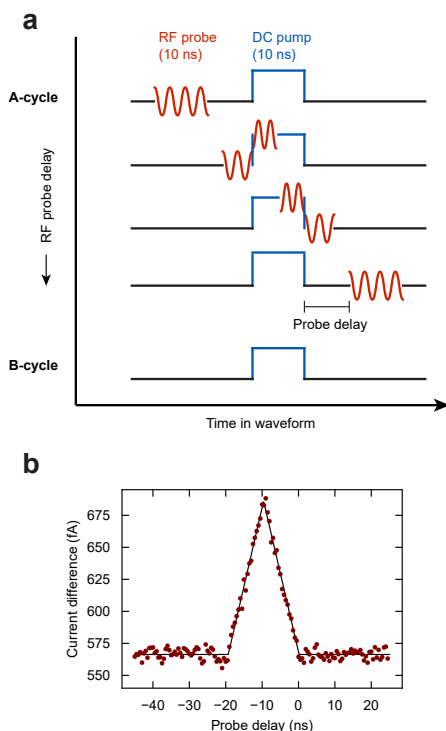 a
RF probe
(10 ns)
DC pump
(10 ns)
A-cycle
RF probe delay
Probe delay
B-cycle
Time in waveform
b
Current difference (fA)
675
650
625
600
575
550
−40 −30 −20 −10 0 10 20
Probe delay (ns)